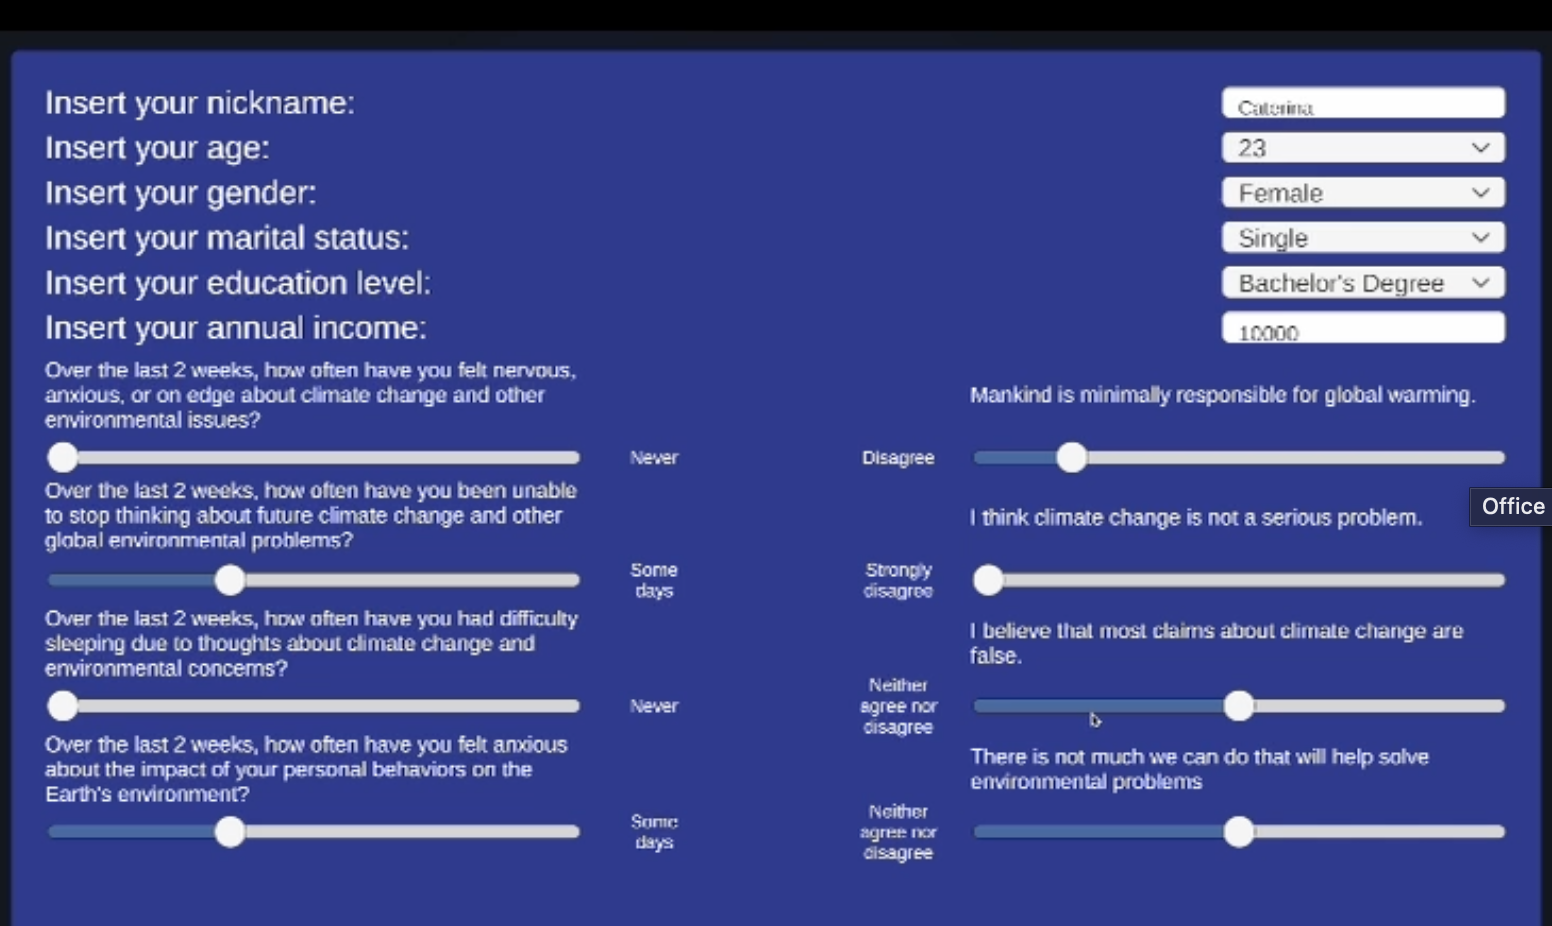 Insert your nickname:
Caterina
Insert your age:
23
Insert your gender:
Female
Insert your marital status:
Single
Insert your education level:
Bachelor's Degree
Insert your annual income:
10000
Over the last 2 weeks, how often have you felt nervous,
anxious, or on edge about climate change and other
environmental issues?
Never
Over the last 2 weeks, how often have you been unable
to stop thinking about future climate change and other
global environmental problems?
Some
days
Over the last 2 weeks, how often have you had difficulty
sleeping due to thoughts about climate change and
environmental concerns?
Never
Over the last 2 weeks, how often have you felt anxious
about the impact of your personal behaviors on the
Earth's environment?
Some
days
Mankind is minimally responsible for global warming.
Disagree
I think climate change is not a serious problem.
Strongly
disagree
I believe that most claims about climate change are
false.
Neither
agree nor
disagree
There is not much we can do that will help solve
environmental problems
Neither
agree nor
disagree
Office